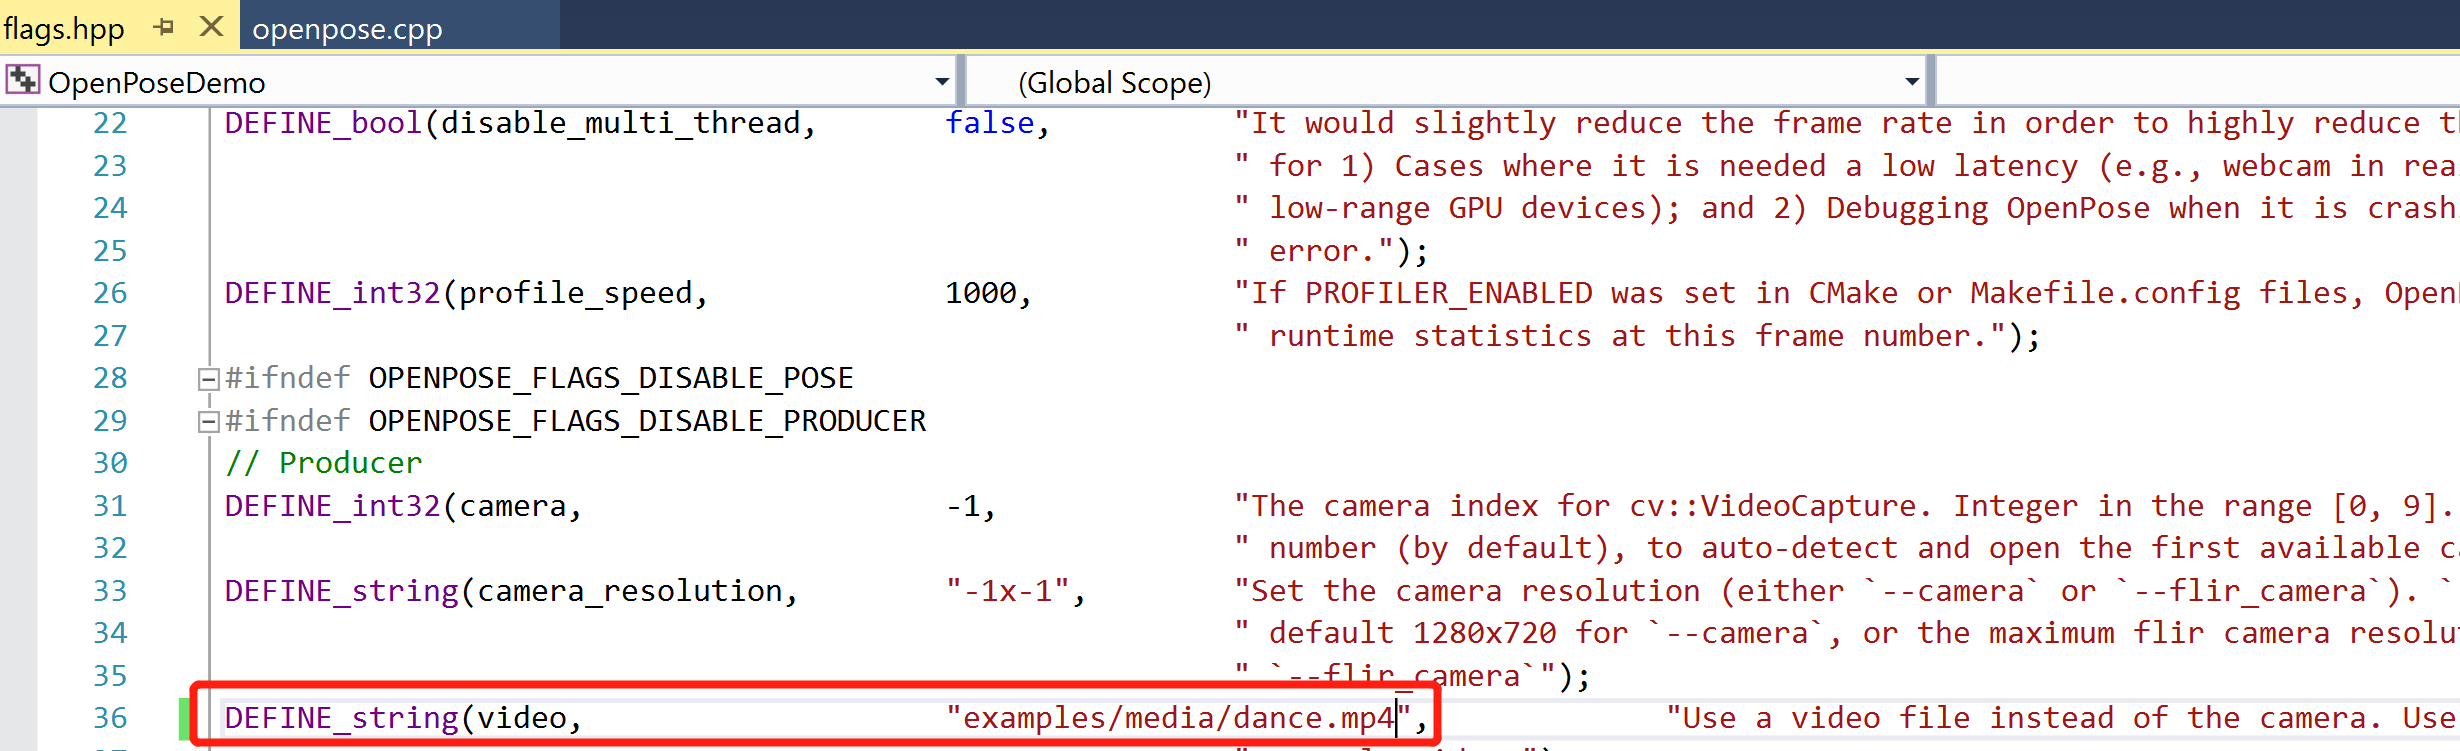 flags.hpp openpose.cpp
OpenPoseDemo (Global Scope)
22 DEFINE_bool(disable_multi_thread, false, "It would slightly reduce the frame rate in order to highly reduce
23 " for 1) Cases where it is needed a low latency (e.g., webcam in
24 " low-range GPU devices); and 2) Debugging OpenPose when it is
25 " error.");
26 DEFINE_int32(profile_speed, 1000, "If PROFILER_ENABLED was set in CMake or Makefile.config files,
27 " runtime statistics at this frame number.");
28 #ifndef OPENPOSE_FLAGS_DISABLE_POSE
29 #ifndef OPENPOSE_FLAGS_DISABLE_PRODUCER
30 // Producer
31 DEFINE_int32(camera, -1, "The camera index for cv::VideoCapture. Integer in the range [0, 9].
32 " number (by default), to auto-detect and open the first available
33 DEFINE_string(camera_resolution, "-1x-1", "Set the camera resolution (either `--camera` or `--flir_camera`). `
34 " default 1280x720 for `--camera`, or the maximum flir camera
35 " `--flir_camera`");
36 DEFINE_string(video, "examples/media/dance.mp4", "Use a video file instead of the camera. Use